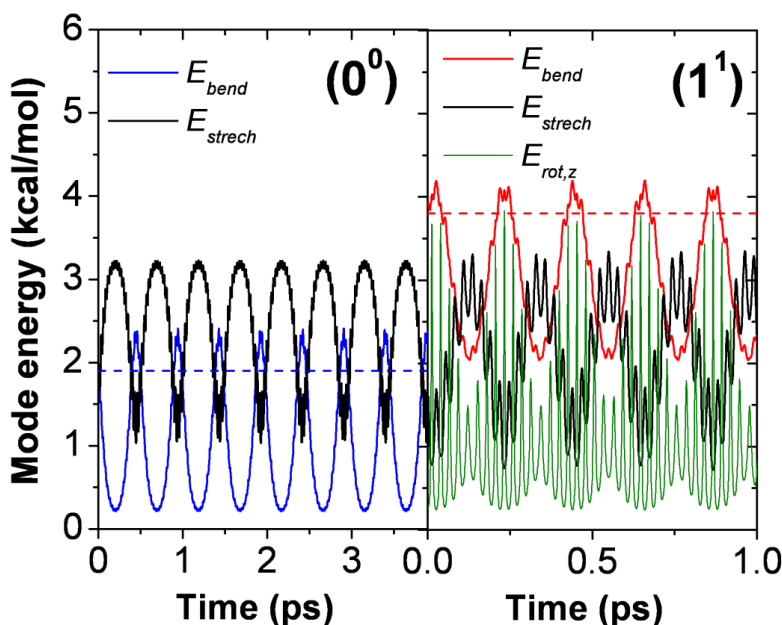 Mode energy (kcal/mol)
6
5
4
3
2
1
0
E_bend
E_strech
(0^0)
0 1 2 3
Time (ps)
E_bend
E_strech
E_rot,z
(1^1)
0.0 0.5 1.0
Time (ps)